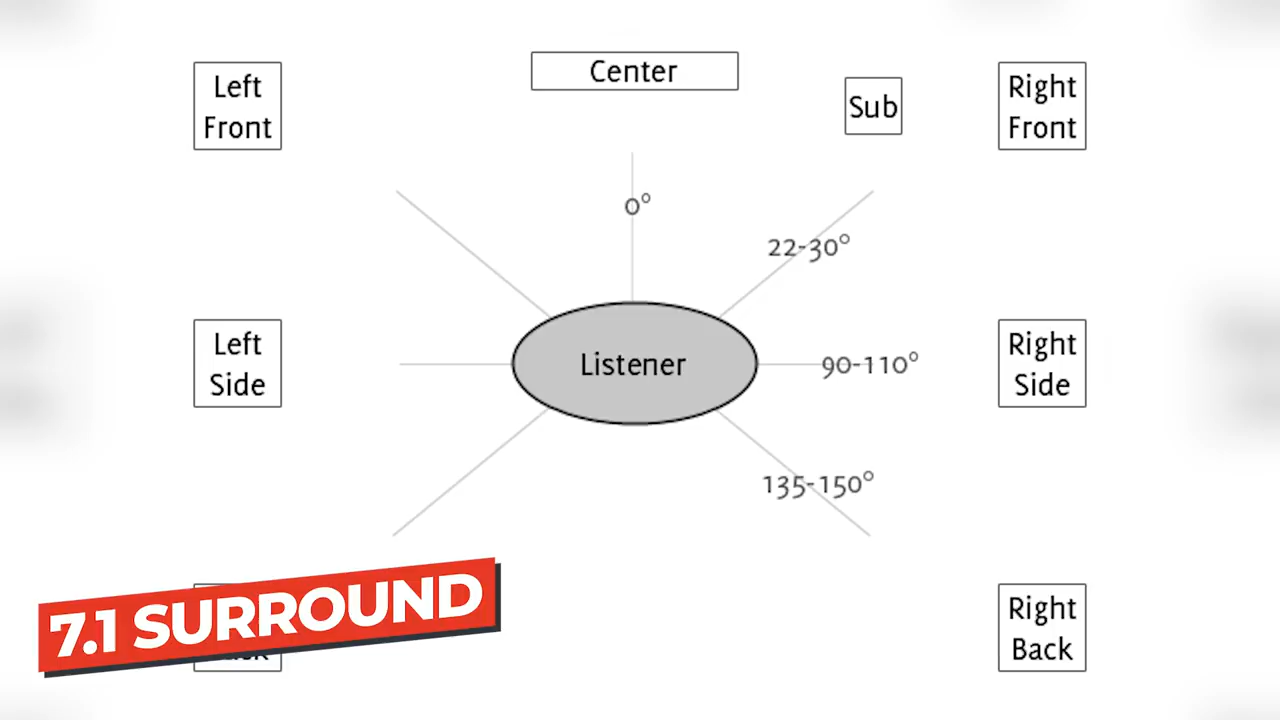 Left
Front
Center
Sub
Right
Front
0°
22-30°
Left
Side
Listener
90-110°
Right
Side
135-150°
7.1 SURROUND
Right
Back